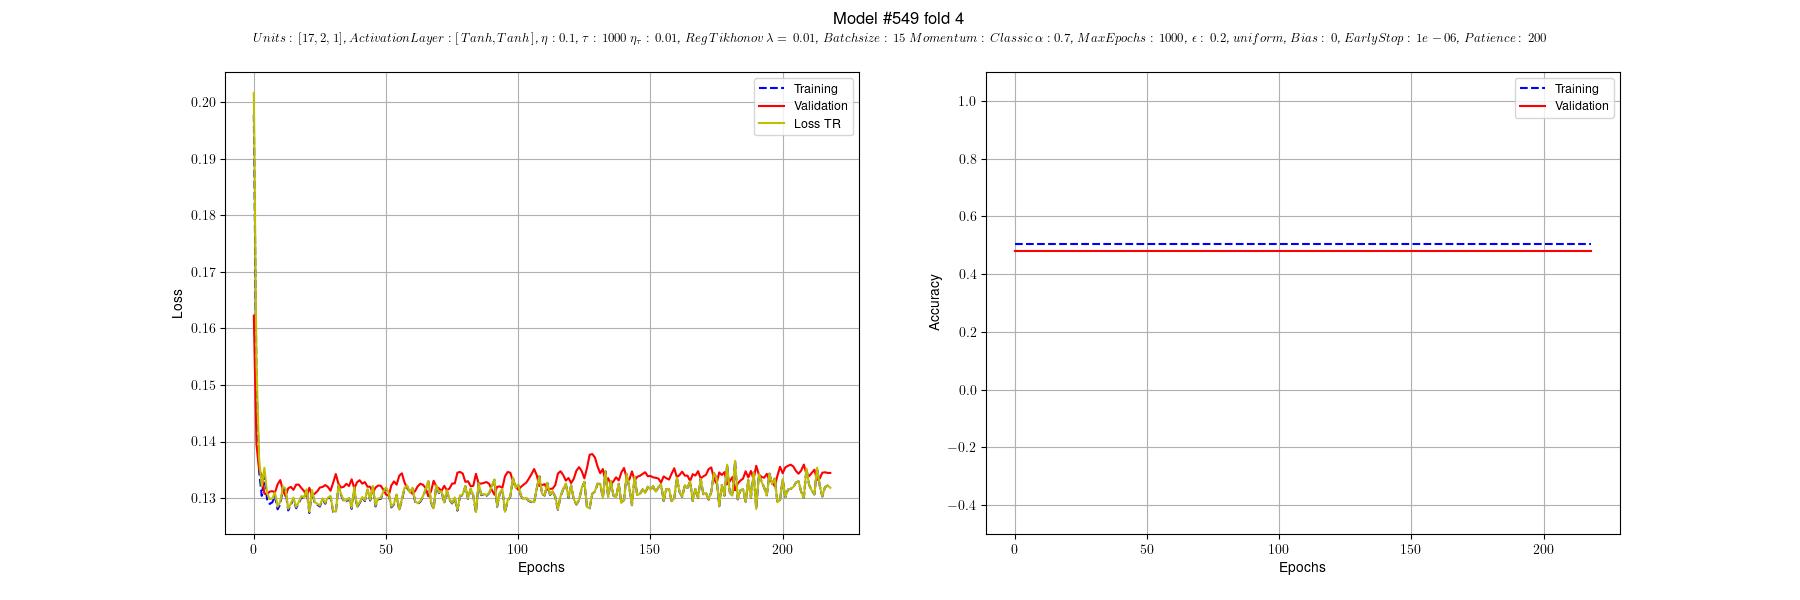 Model #549 fold 4
Units : [17, 2, 1], ActivationLayer : [Tanh, Tanh], η : 0.1, τ : 1000 ητ : 0.01, RegTikhonov λ = 0.01, Batchsize : 15 Momentum : Classic α : 0.7, MaxEpochs : 1000, ϵ : 0.2, uniform, Bias : 0, EarlyStop : 1e − 06, Patience : 200
Training
Validation
Loss TR
0.20
0.19
0.18
0.17
0.16
0.15
0.14
0.13
Loss
0 50 100 150 200
Epochs
Training
Validation
1.0
0.8
0.6
0.4
0.2
0.0
−0.2
−0.4
Accuracy
0 50 100 150 200
Epochs